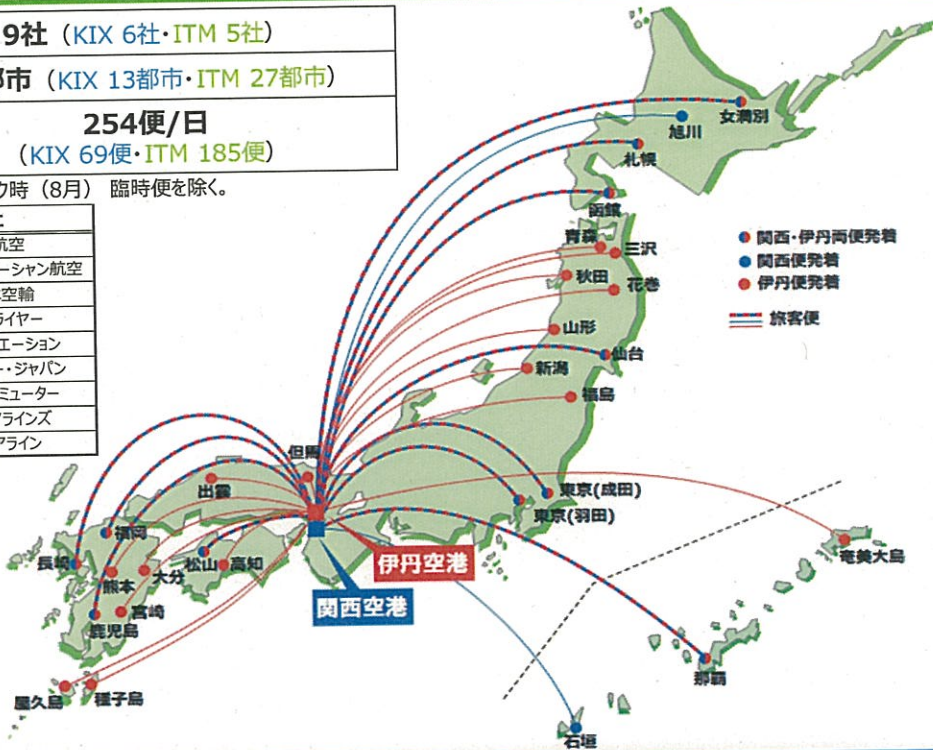 9社（KIX 6社・ITM 5社）
都市（KIX 13都市・ITM 27都市）
254便/日
（KIX 69便・ITM 185便）
ク時（8月） 臨時便を除く。
航空
ーシャン航空
空輸
ライヤー
エーション
ー・ジャパン
ミューター
ラインズ
アライン
女満別
旭川
札幌
函館
青森
三沢
秋田
花巻
山形
仙台
新潟
福島
関西・伊丹両便発着
関西便発着
伊丹便発着
旅客便
但馬
出雲
東京(成田)
東京(羽田)
福岡
長崎
熊本
大分
松山
高知
宮崎
鹿児島
伊丹空港
関西空港
奄美大島
那覇
屋久島
種子島
石垣